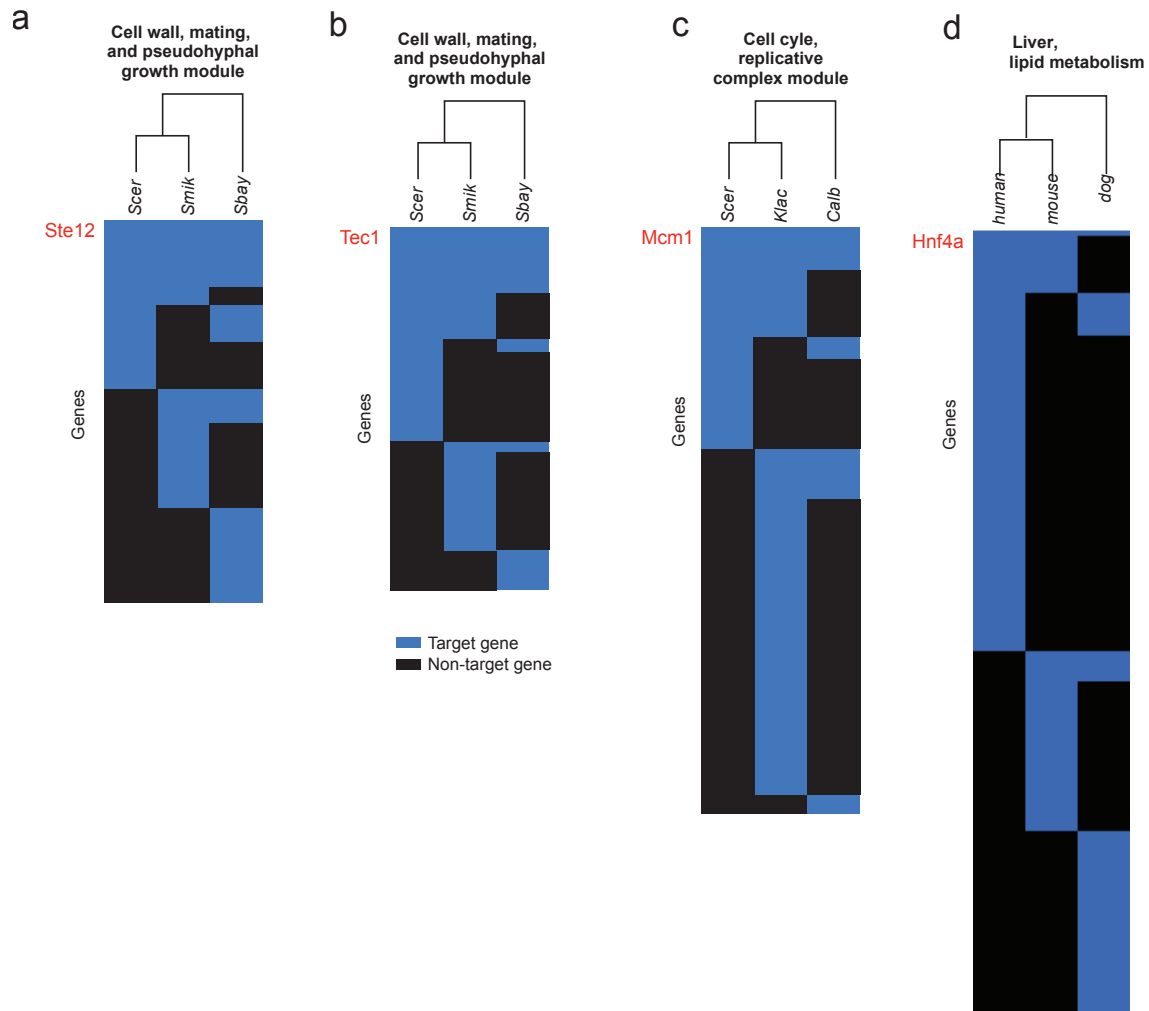 a
Cell wall, mating,
and pseudohyphal
growth module
Scer
Smik
Sbay
Ste12
Genes
b
Cell wall, mating,
and pseudohyphal
growth module
Scer
Smik
Sbay
Tec1
Genes
Target gene
Non-target gene
c
Cell cyle,
replicative
complex module
Scer
Klac
Calb
Mcm1
Genes
d
Liver,
lipid metabolism
human
mouse
dog
Hnf4a
Genes